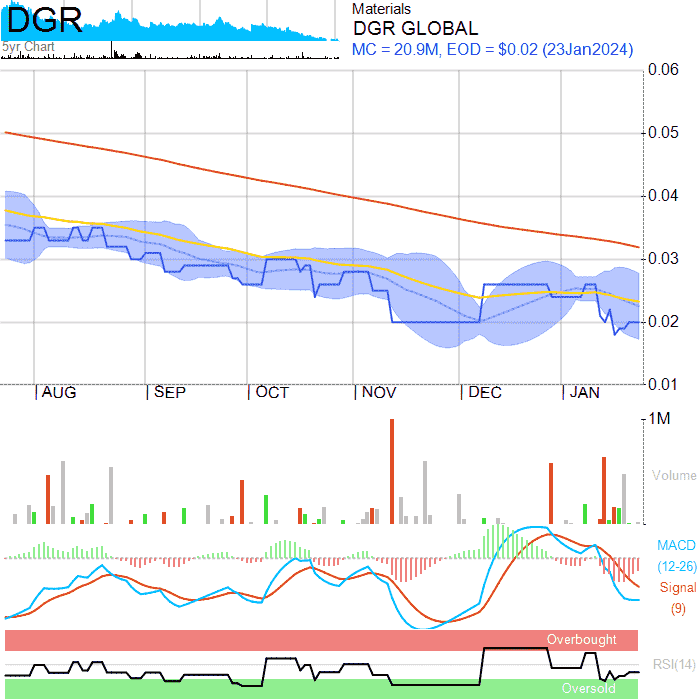 DGR
5yr Chart
Materials
DGR GLOBAL
MC = 20.9M, EOD = $0.02 (23Jan2024)
0.06
0.05
0.04
0.03
0.02
0.01
AUG SEP OCT NOV DEC JAN
1M
Volume
MACD
(12-26)
Signal
(9)
Overbought
RSI(14)
Oversold